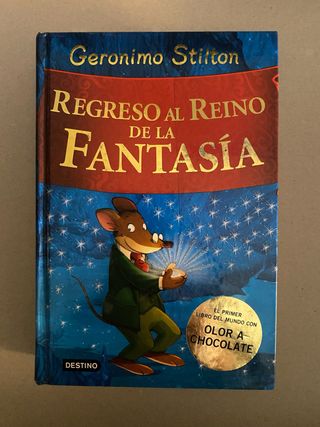 Geronimo Stilton
REGRESO AL REINO
DE LA
FANTASÍA
EL PRIMER
LIBRO DEL MUNDO CON
OLOR A
CHOCOLATE
DESTINO